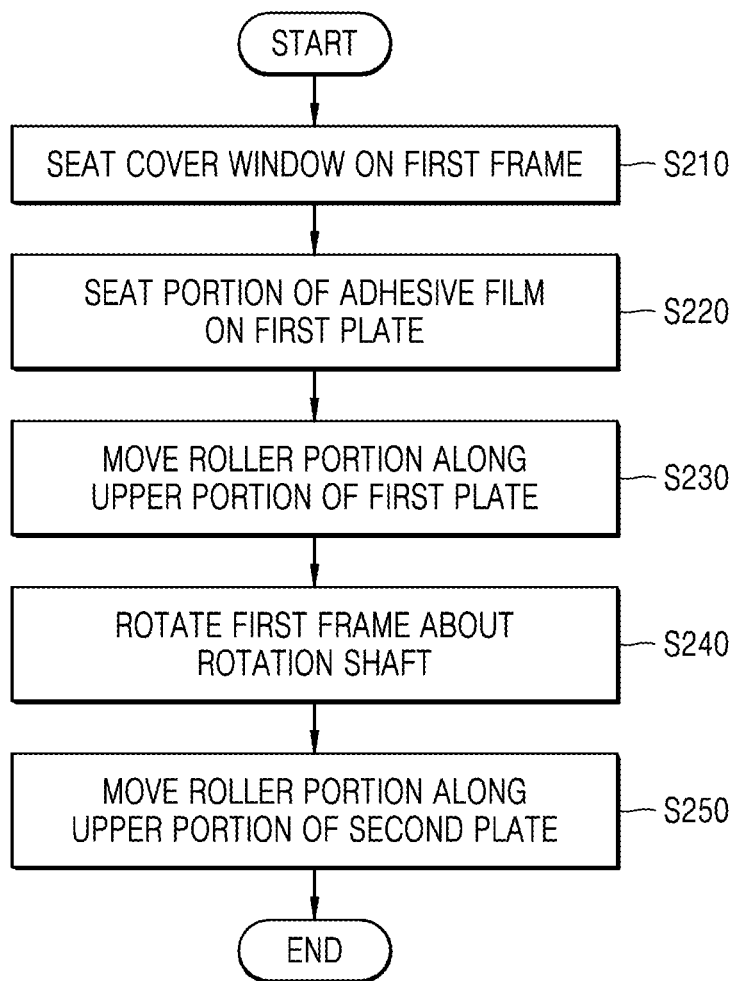 START
SEAT COVER WINDOW ON FIRST FRAME
S210
SEAT PORTION OF ADHESIVE FILM
ON FIRST PLATE
S220
MOVE ROLLER PORTION ALONG
UPPER PORTION OF FIRST PLATE
S230
ROTATE FIRST FRAME ABOUT
ROTATION SHAFT
S240
MOVE ROLLER PORTION ALONG
UPPER PORTION OF SECOND PLATE
S250
END